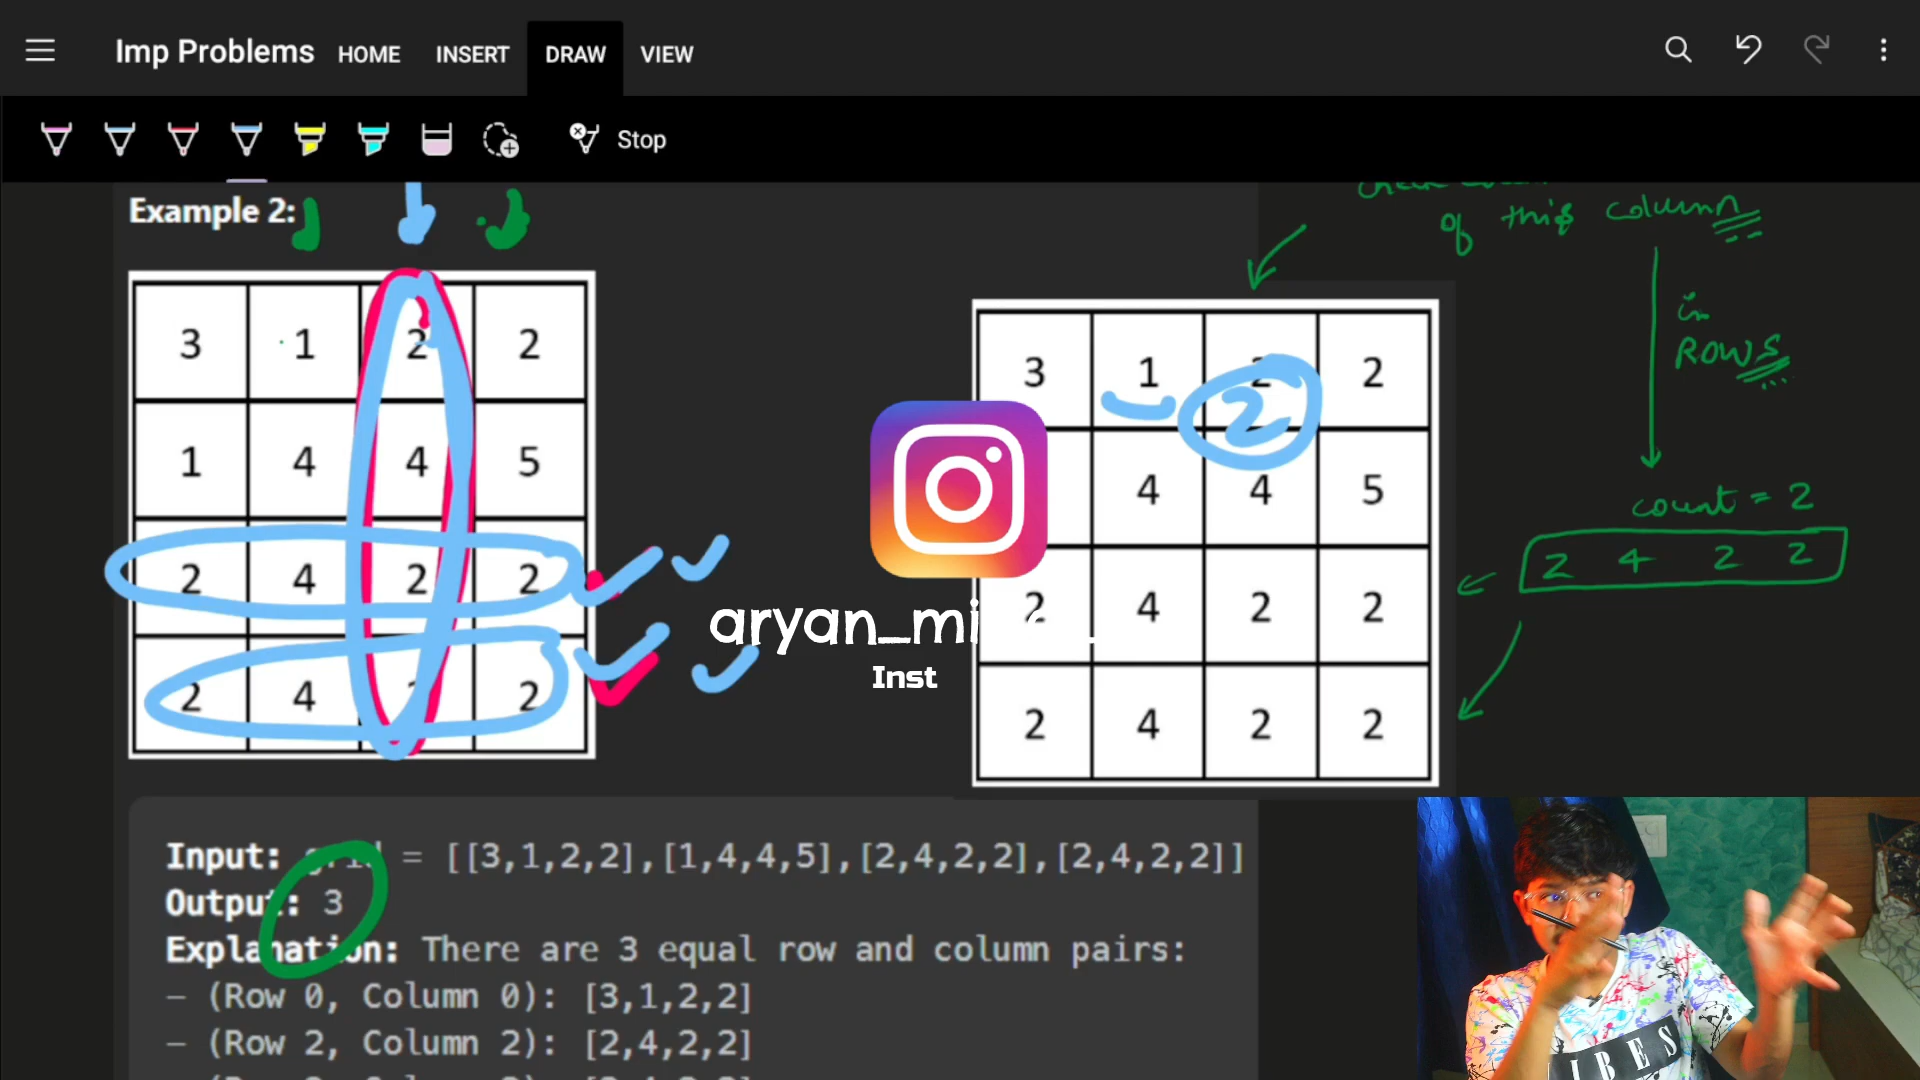 Imp Problems HOME INSERT DRAW VIEW
Stop
Example 2:
3 1 2 2
1 4 4 5
2 4 2 2
2 4 2
of this column
in
ROWS
count = 2
2 4 2 2
3 1 2 2
2
4 4 5
2 4 2 2
2 4 2 2
aryan_mi
Inst
Input: grid = [[3,1,2,2],[1,4,4,5],[2,4,2,2],[2,4,2,2]]
Output: 3
Explanation: There are 3 equal row and column pairs:
– (Row 0, Column 0): [3,1,2,2]
– (Row 2, Column 2): [2,4,2,2]
IBES